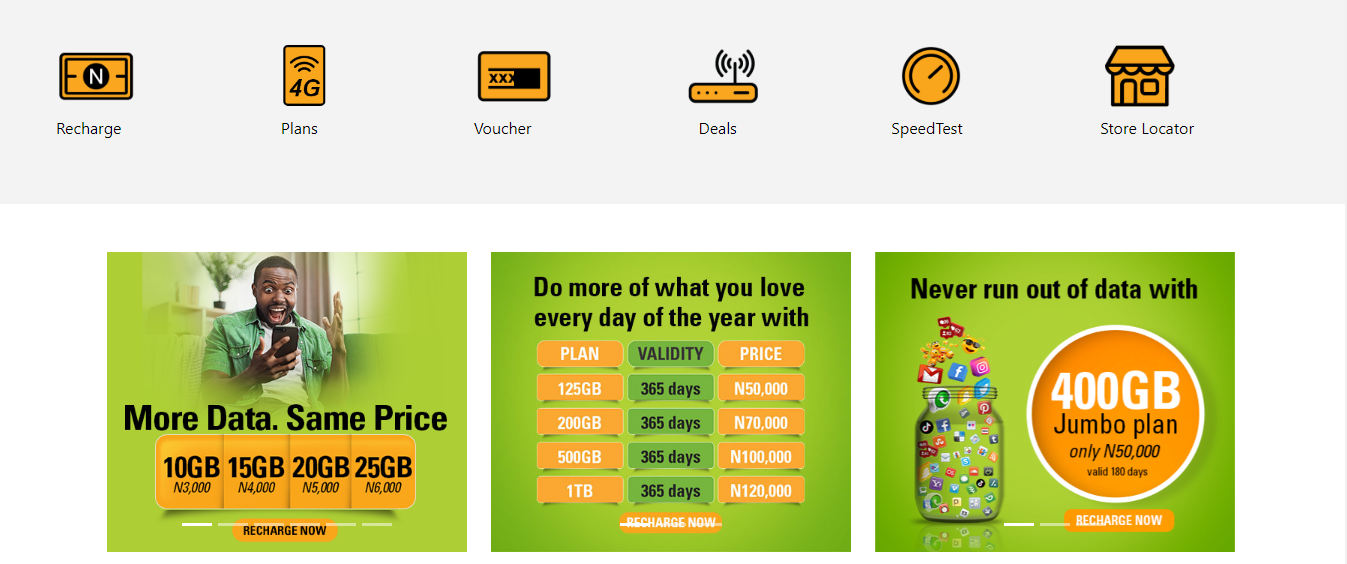 N
4G
xxx
Recharge
Plans
Voucher
Deals
SpeedTest
Store Locator
More Data. Same Price
10GB 15GB 20GB 25GB
N3,000 N4,000 N5,000 N6,000
RECHARGE NOW
Do more of what you love
every day of the year with
PLAN VALIDITY PRICE
125GB 365 days N50,000
200GB 365 days N70,000
500GB 365 days N100,000
1TB 365 days N120,000
RECHARGE NOW
Never run out of data with
400GB
Jumbo plan
only N50,000
valid 180 days
RECHARGE NOW